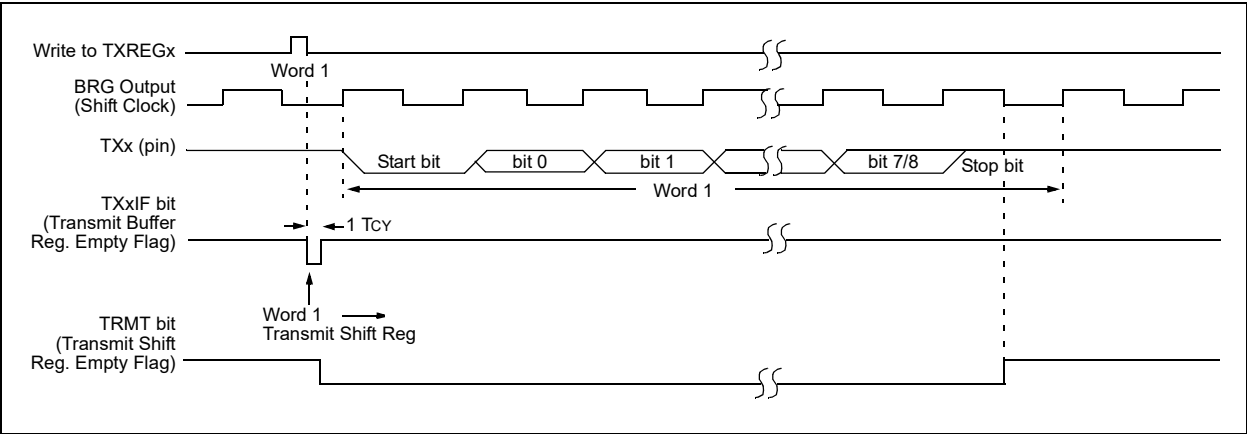 Write to TXREGx
Word 1
BRG Output
(Shift Clock)
TXx (pin)
Start bit
bit 0
bit 1
bit 7/8
Stop bit
Word 1
TXxIF bit
(Transmit Buffer
Reg. Empty Flag)
1 TCY
Word 1
Transmit Shift Reg
TRMT bit
(Transmit Shift
Reg. Empty Flag)